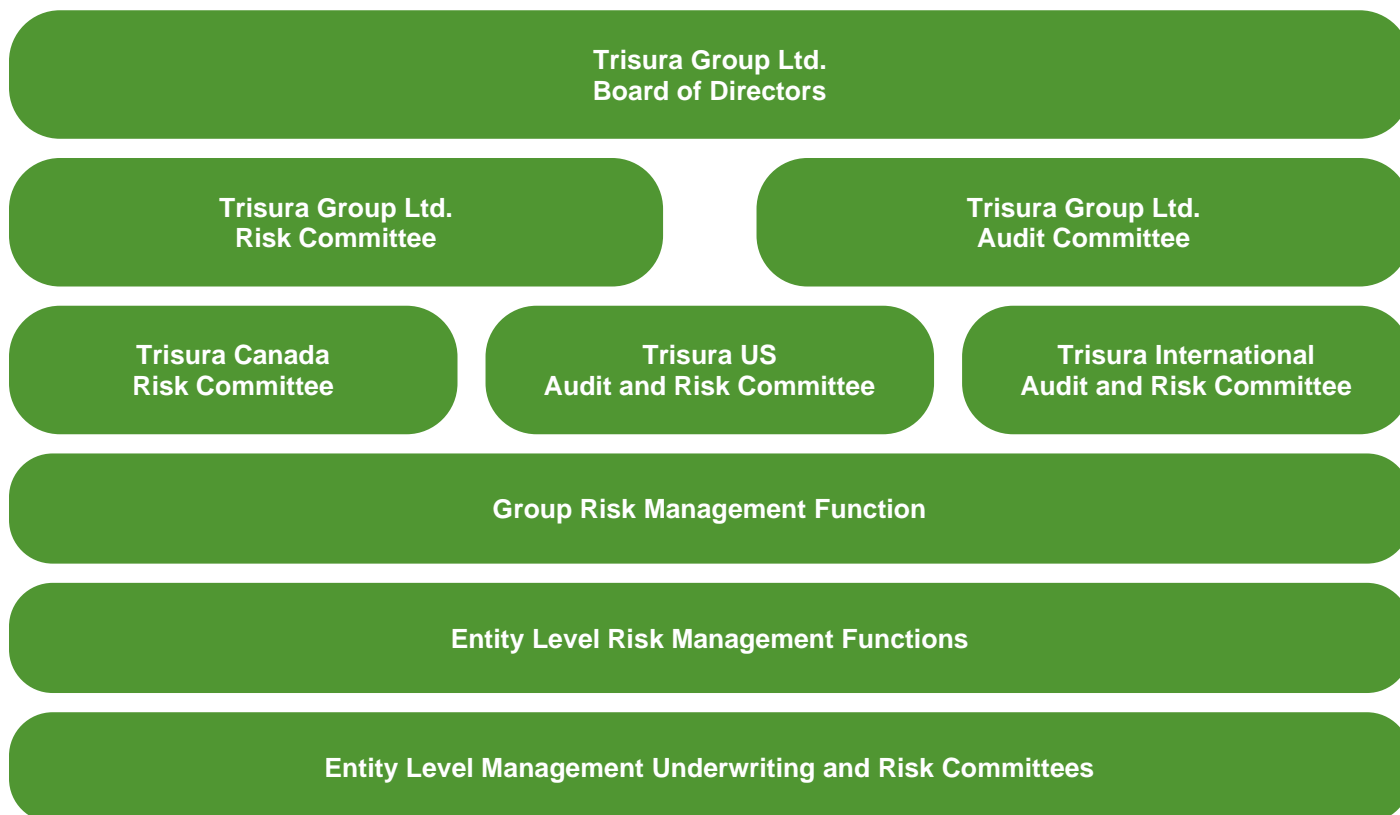 Trisura Group Ltd.
Board of Directors
Trisura Group Ltd.
Risk Committee
Trisura Group Ltd.
Audit Committee
Trisura Canada
Risk Committee
Trisura US
Audit and Risk Committee
Trisura International
Audit and Risk Committee
Group Risk Management Function
Entity Level Risk Management Functions
Entity Level Management Underwriting and Risk Committees